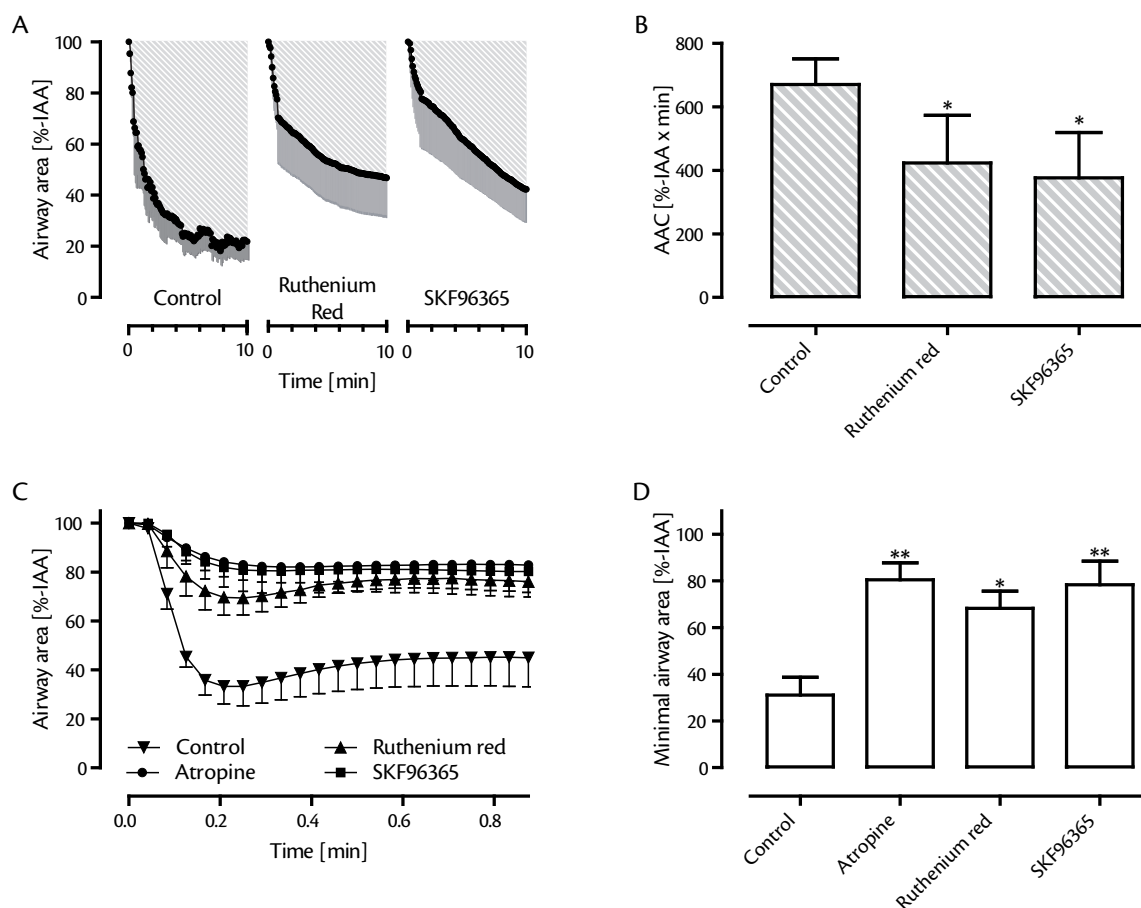 A
Airway area [%-IAA]
100
80
60
40
20
0
Control
Ruthenium
Red
SKF96365
0
10
0
10
0
10
Time [min]
B
AAC [%-IAA x min]
800
600
400
200
0
*
*
Control
Ruthenium red
SKF96365
C
Airway area [%-IAA]
100
80
60
40
20
0
Control
Ruthenium red
Atropine
SKF96365
0.0
0.2
0.4
0.6
0.8
Time [min]
D
Minimal airway area [%-IAA]
100
80
60
40
20
0
**
*
**
Control
Atropine
Ruthenium red
SKF96365